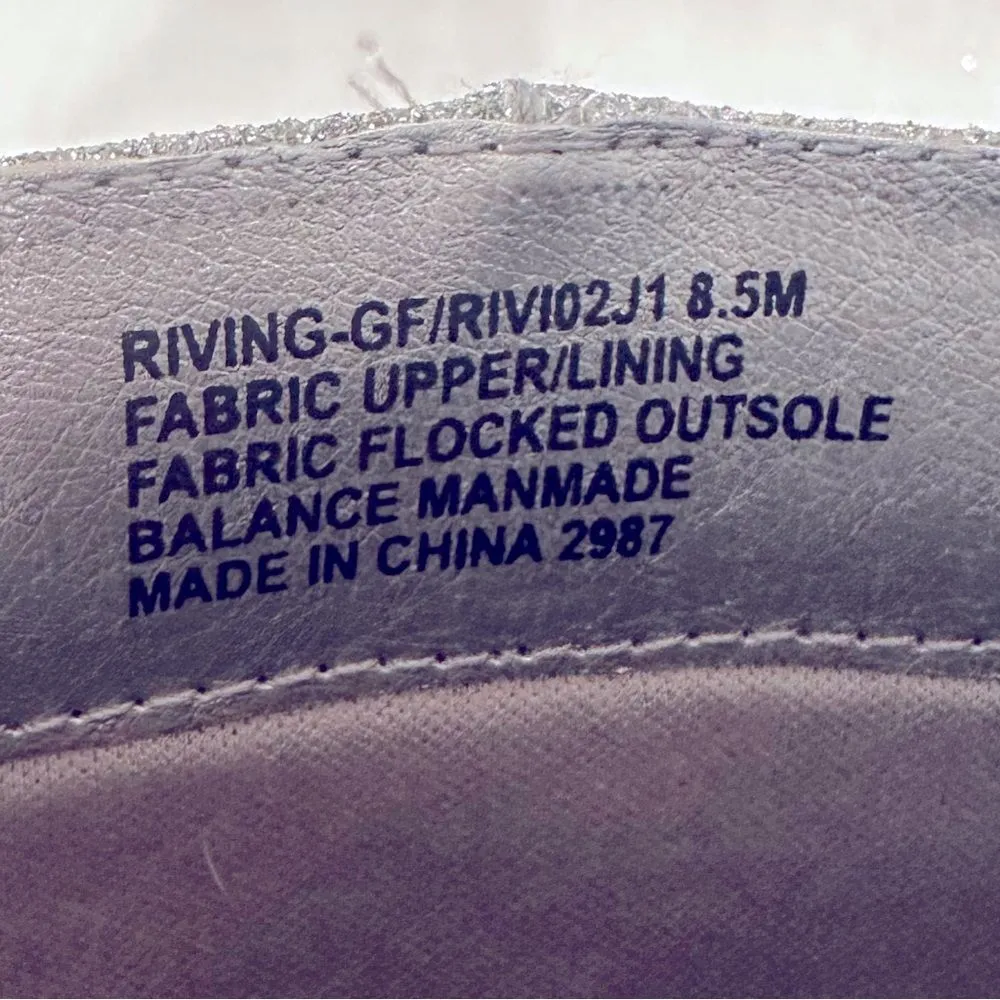 RIVING-GF/RIVI02J1 8.5M
FABRIC UPPER/LINING
FABRIC FLOCKED OUTSOLE
BALANCE MANMADE
MADE IN CHINA 2987